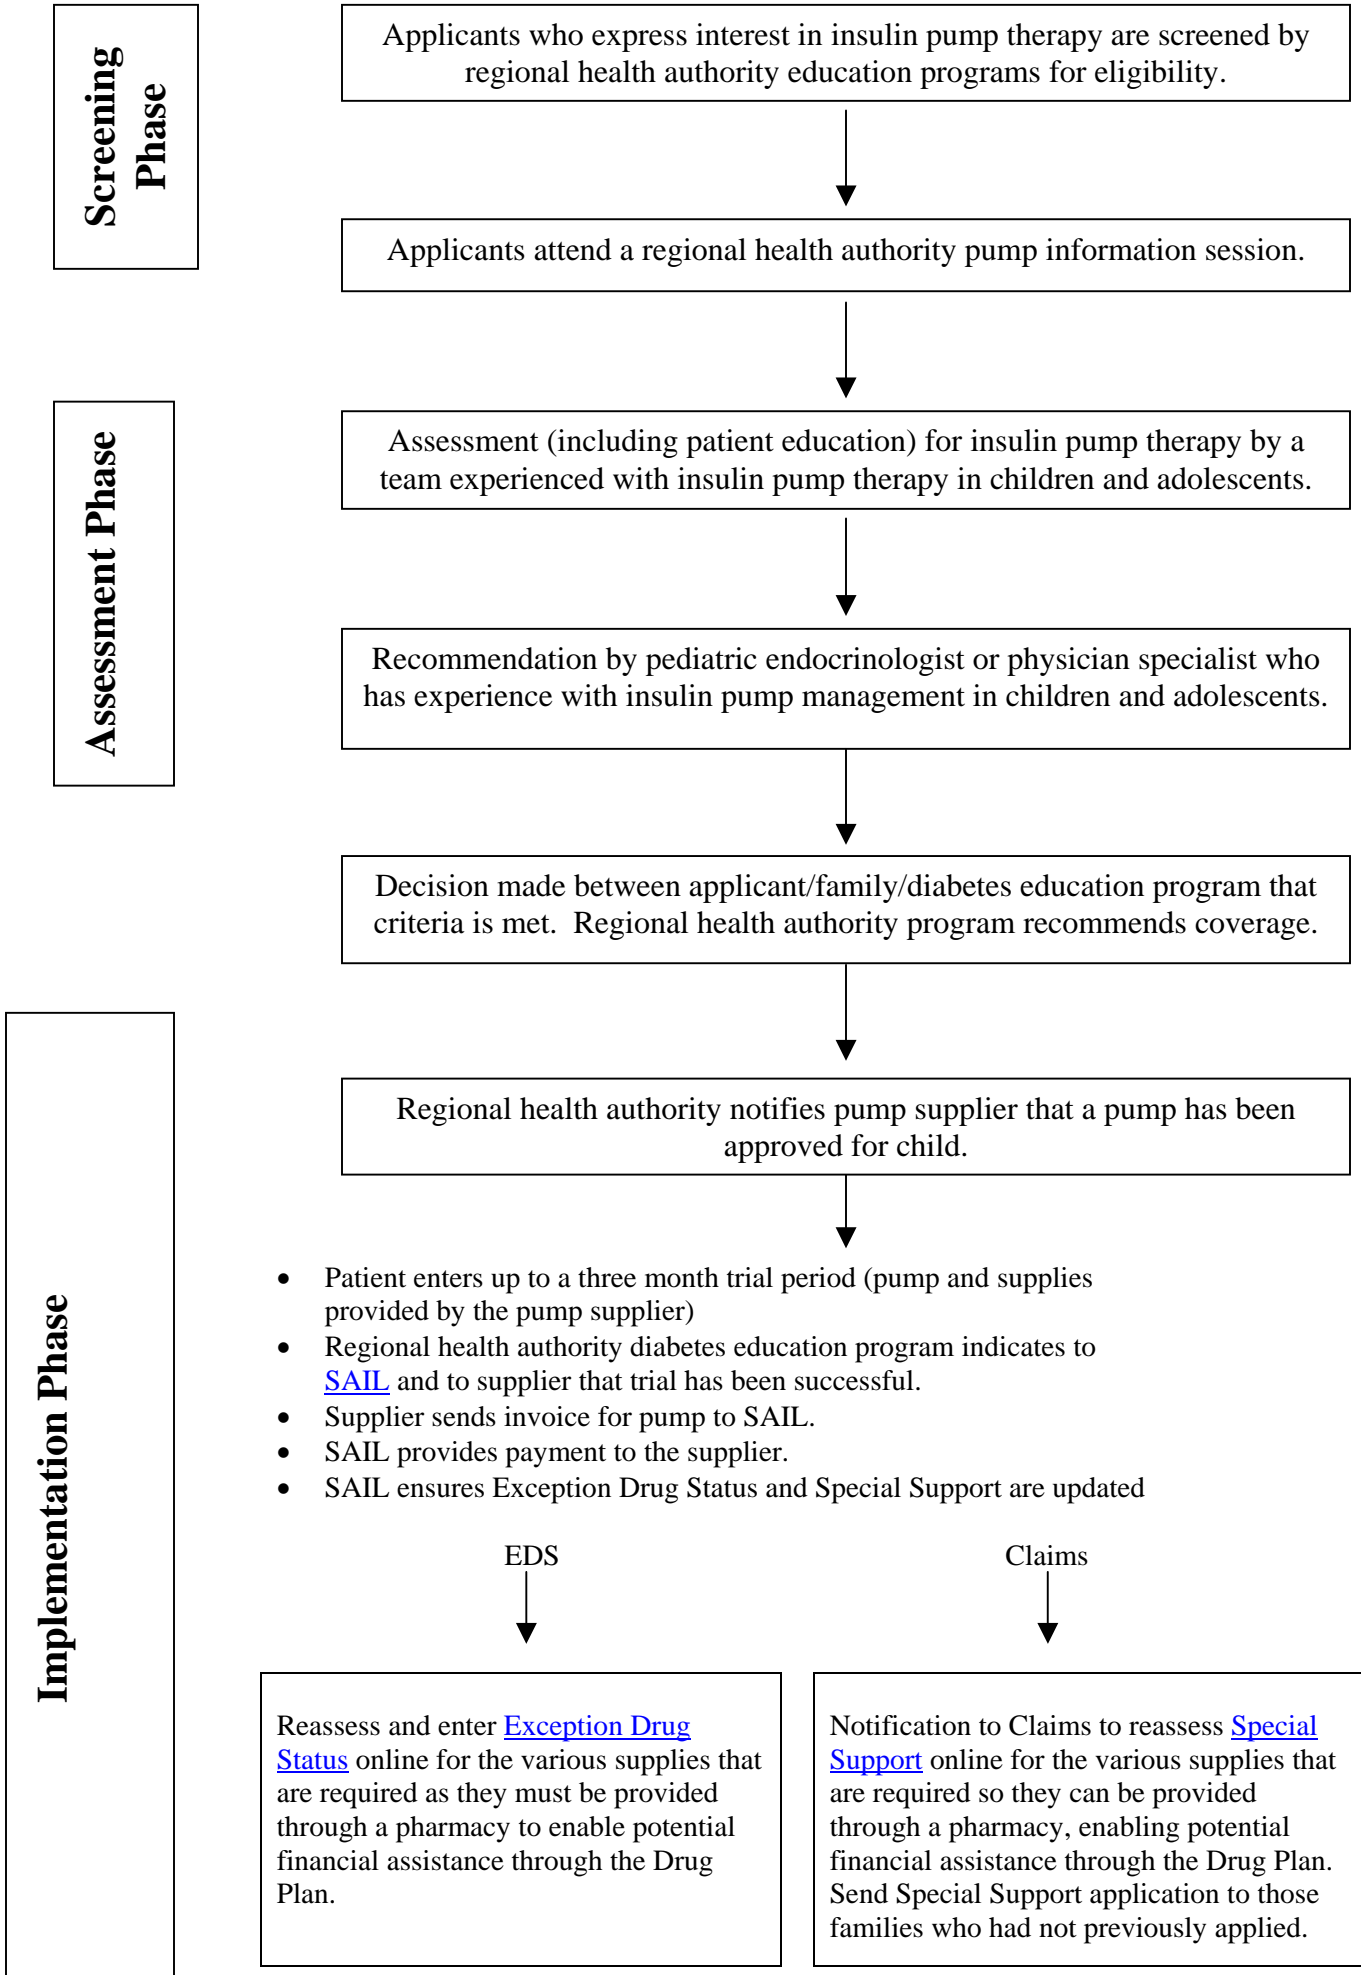 Screening
Phase
Applicants who express interest in insulin pump therapy are screened by
regional health authority education programs for eligibility.
Applicants attend a regional health authority pump information session.
Assessment Phase
Assessment (including patient education) for insulin pump therapy by a
team experienced with insulin pump therapy in children and adolescents.
Recommendation by pediatric endocrinologist or physician specialist who
has experience with insulin pump management in children and adolescents.
Decision made between applicant/family/diabetes education program that
criteria is met.  Regional health authority program recommends coverage.
Implementation Phase
Regional health authority notifies pump supplier that a pump has been
approved for child.
• Patient enters up to a three month trial period (pump and supplies
provided by the pump supplier)
• Regional health authority diabetes education program indicates to
SAIL and to supplier that trial has been successful.
• Supplier sends invoice for pump to SAIL.
• SAIL provides payment to the supplier.
• SAIL ensures Exception Drug Status and Special Support are updated
EDS
Claims
Reassess and enter Exception Drug
Status online for the various supplies that
are required as they must be provided
through a pharmacy to enable potential
financial assistance through the Drug
Plan.
Notification to Claims to reassess Special
Support online for the various supplies that
are required so they can be provided
through a pharmacy, enabling potential
financial assistance through the Drug Plan.
Send Special Support application to those
families who had not previously applied.